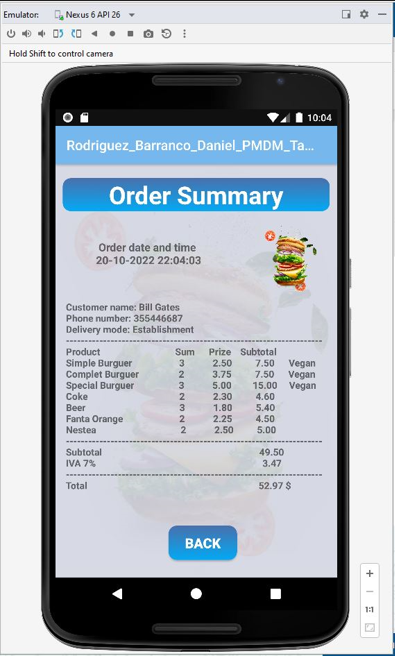 Emulator: Nexus 6 API 26
Hold Shift to control camera
10:04
Rodriguez_Barranco_Daniel_PMDM_Ta...
Order Summary
Order date and time
20-10-2022 22:04:03
Customer name: Bill Gates
Phone number: 355446687
Delivery mode: Establishment
Product Sum Prize Subtotal
Simple Burguer 3 2.50 7.50 Vegan
Complet Burguer 2 3.75 7.50 Vegan
Special Burguer 3 5.00 15.00 Vegan
Coke 2 2.30 4.60
Beer 3 1.80 5.40
Fanta Orange 2 2.25 4.50
Nestea 2 2.50 5.00
Subtotal 49.50
IVA 7% 3.47
Total 52.97 $
BACK
1:1